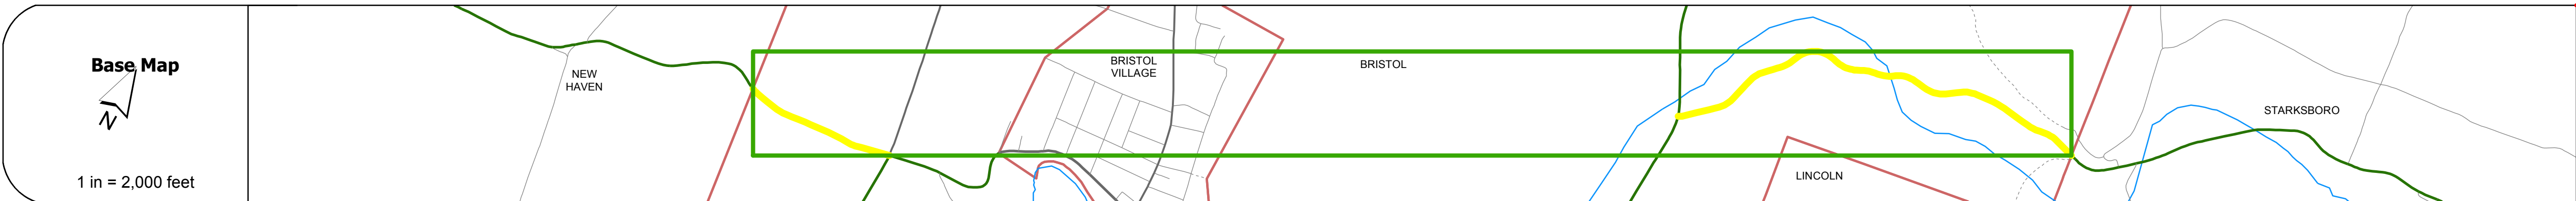 Base Map
N
1 in = 2,000 feet
NEW
HAVEN
BRISTOL
VILLAGE
BRISTOL
LINCOLN
STARKSBORO